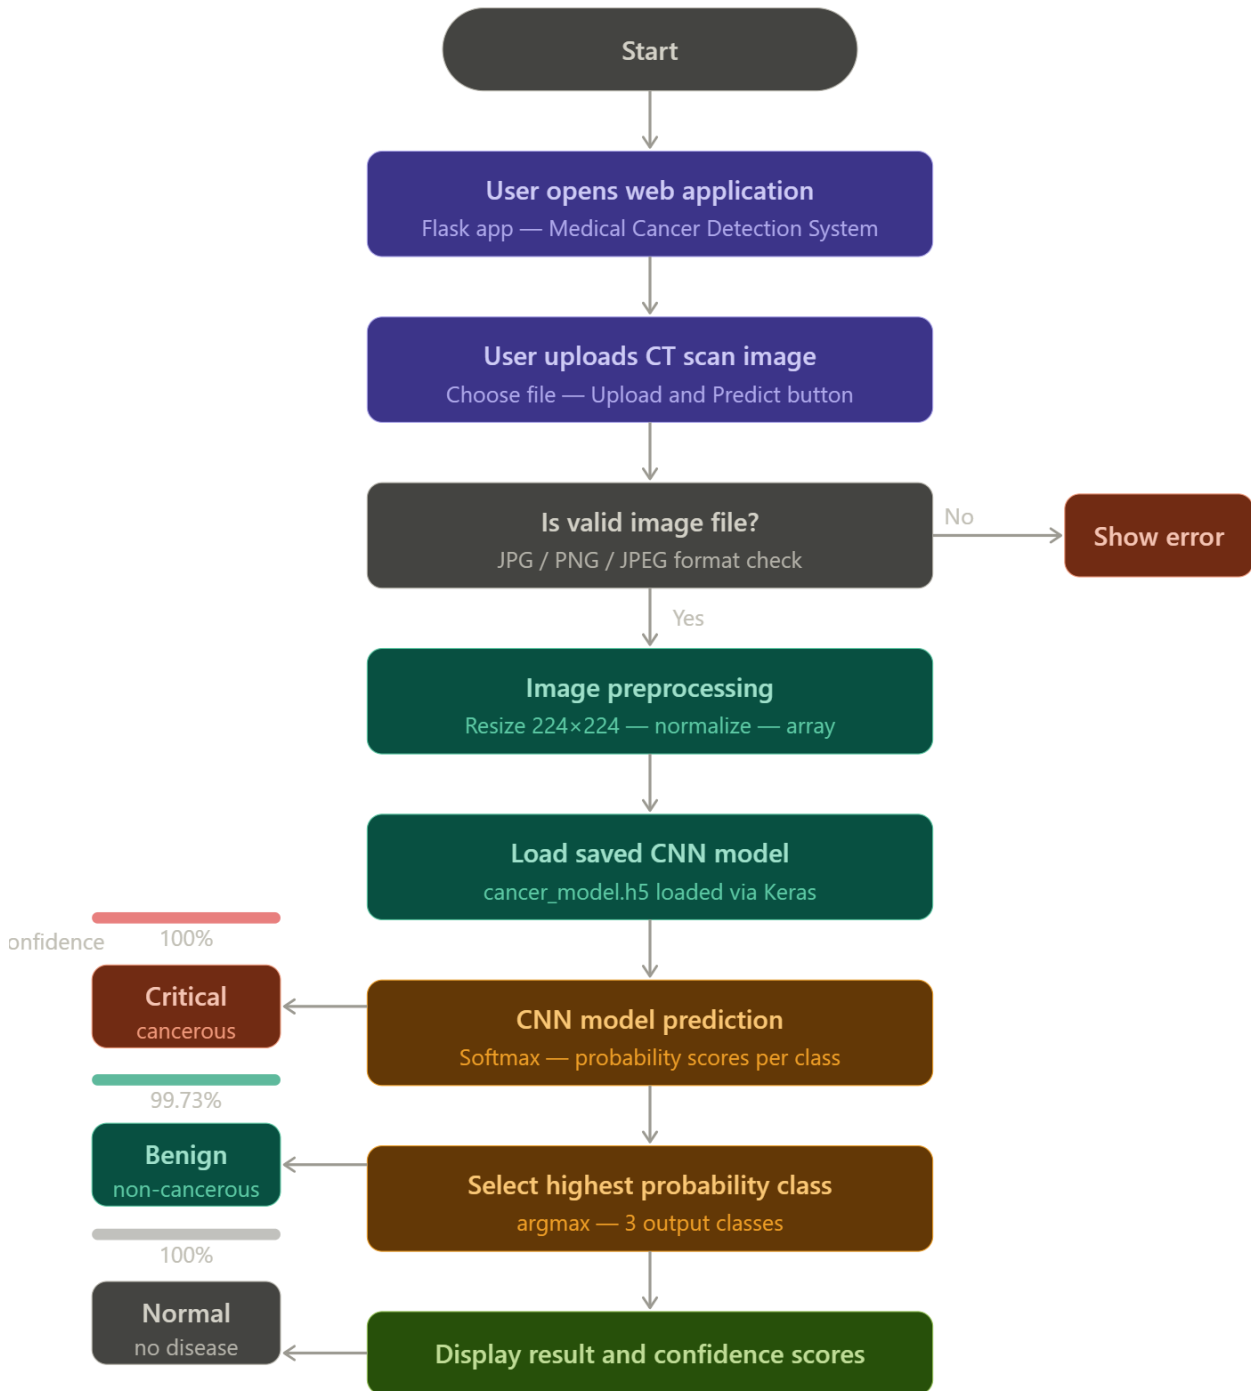 Start
User opens web application
Flask app — Medical Cancer Detection System
User uploads CT scan image
Choose file — Upload and Predict button
Is valid image file?
JPG / PNG / JPEG format check
No
Show error
Yes
Image preprocessing
Resize 224×224 — normalize — array
Load saved CNN model
cancer_model.h5 loaded via Keras
onfidence
100%
Critical
cancerous
CNN model prediction
Softmax — probability scores per class
99.73%
Benign
non-cancerous
Select highest probability class
argmax — 3 output classes
100%
Normal
no disease
Display result and confidence scores